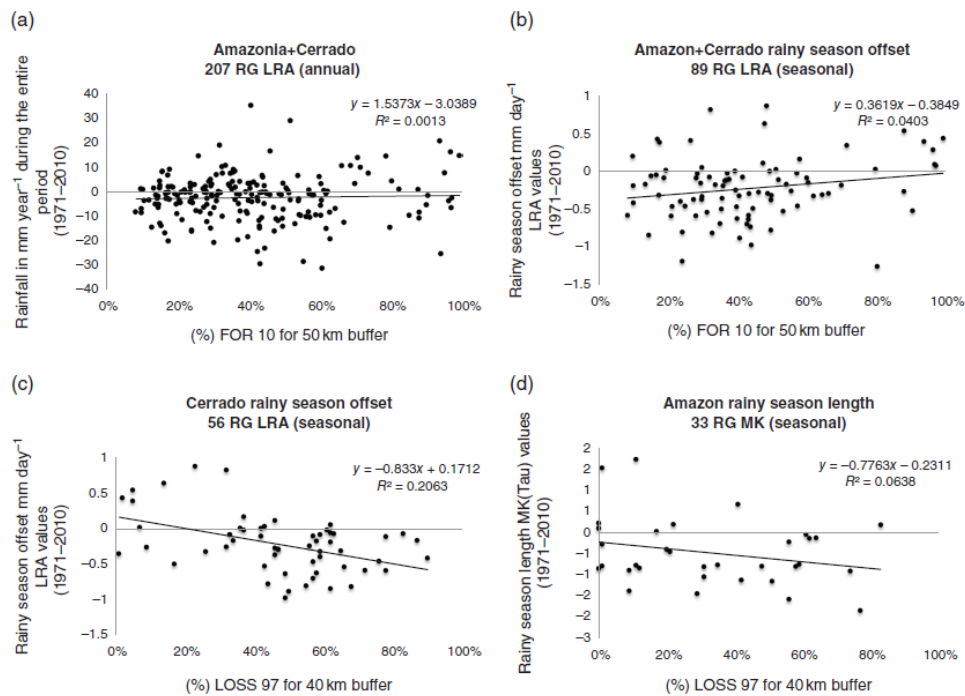 (a)
Amazonia+Cerrado
207 RG LRA (annual)
Rainfall in mm year⁻¹ during the entire
period
(1971–2010)
40
30
20
10
0
−10
−20
−30
−40
y = 1.5373x − 3.0389
R² = 0.0013
0% 20% 40% 60% 80% 100%
(%) FOR 10 for 50 km buffer
(b)
Amazon+Cerrado rainy season offset
89 RG LRA (seasonal)
Rainy season offset mm day⁻¹
LRA values
(1971–2010)
1
0.5
0
−0.5
−1
−1.5
y = 0.3619x − 0.3849
R² = 0.0403
0% 20% 40% 60% 80% 100%
(%) FOR 10 for 50 km buffer
(c)
Cerrado rainy season offset
56 RG LRA (seasonal)
Rainy season offset mm day⁻¹
LRA values
(1971–2010)
1
0.5
0
−0.5
−1
−1.5
y = −0.833x + 0.1712
R² = 0.2063
0% 20% 40% 60% 80% 100%
(%) LOSS 97 for 40 km buffer
(d)
Amazon rainy season length
33 RG MK (seasonal)
Rainy season length MK(Tau) values
(1971–2010)
2
2
1
1
0
−1
−1
−2
−2
−3
y = −0.7763x − 0.2311
R² = 0.0638
0% 20% 40% 60% 80% 100%
(%) LOSS 97 for 40 km buffer